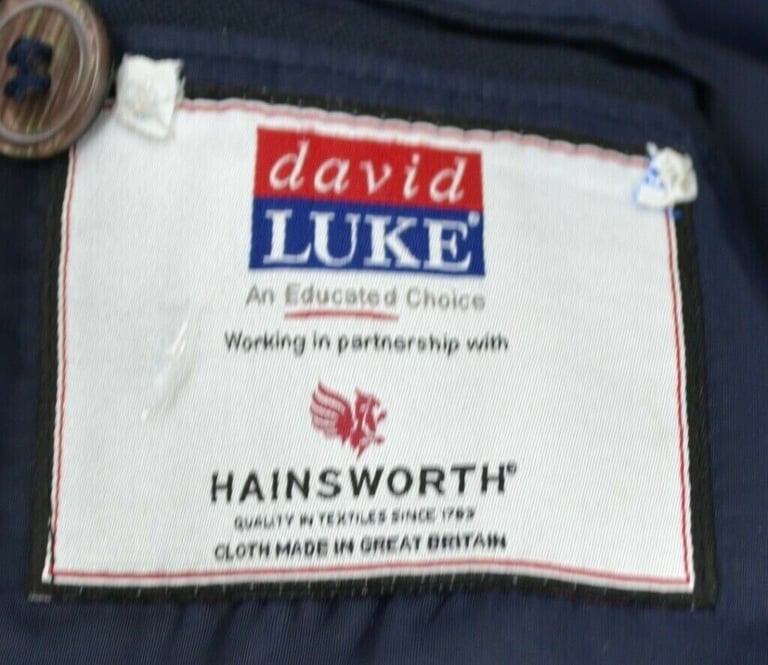 david
LUKE®
An Educated Choice
Working in partnership with
HAINSWORTH®
QUALITY IN TEXTILES SINCE 1783
CLOTH MADE IN GREAT BRITAIN